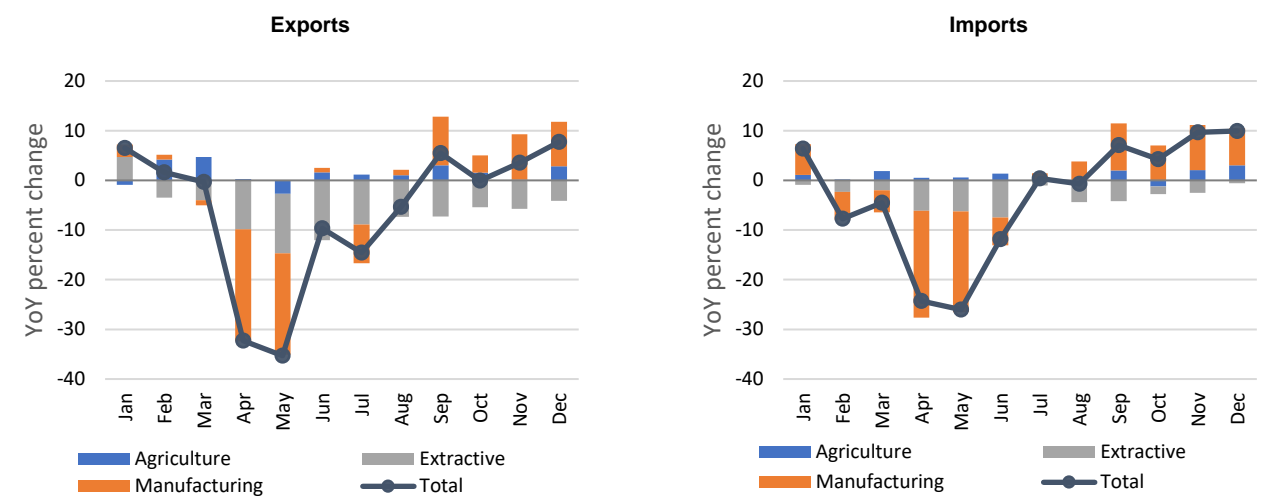 Exports
YoY percent change
20
10
0
-10
-20
-30
-40
Jan Feb Mar Apr May Jun Jul Aug Sep Oct Nov Dec
Agriculture Extractive
Manufacturing Total
Imports
YoY percent change
20
10
0
-10
-20
-30
-40
Jan Feb Mar Apr May Jun Jul Aug Sep Oct Nov Dec
Agriculture Extractive
Manufacturing Total